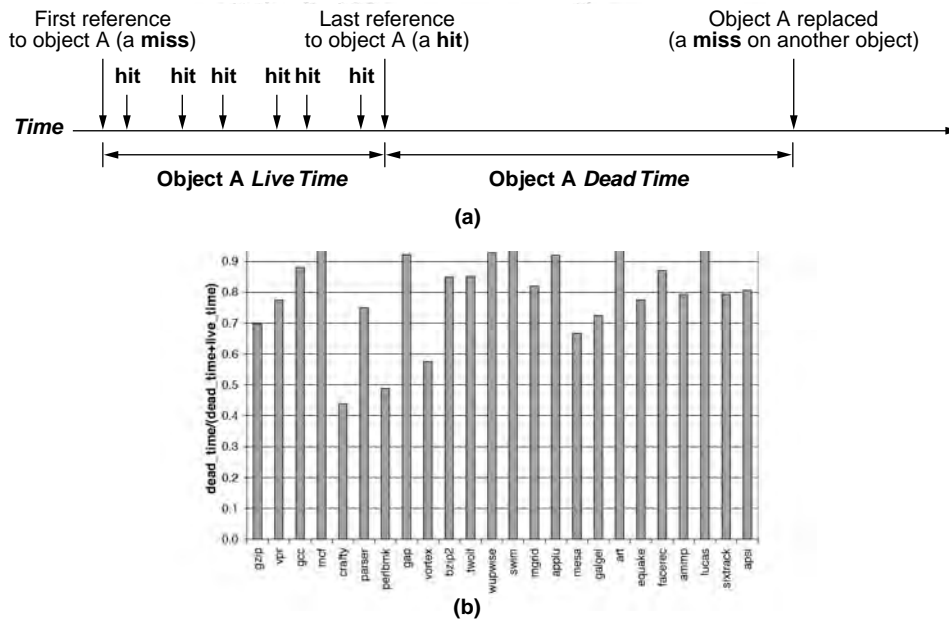 First reference
to object A (a miss)
Last reference
to object A (a hit)
Object A replaced
(a miss on another object)
hit hit hit hit hit hit
Time
Object A Live Time
Object A Dead Time
(a)
dead_time/(dead_time+live_time)
0.9
0.8
0.7
0.6
0.5
0.4
0.3
0.2
0.1
0.0
gzip
vpr
gcc
mcf
crafty
parser
perlbmk
gap
vortex
bzip2
twolf
wupwise
swim
mgrid
applu
mesa
galgel
art
equake
facerec
ammp
lucas
sixtrack
apsi
(b)